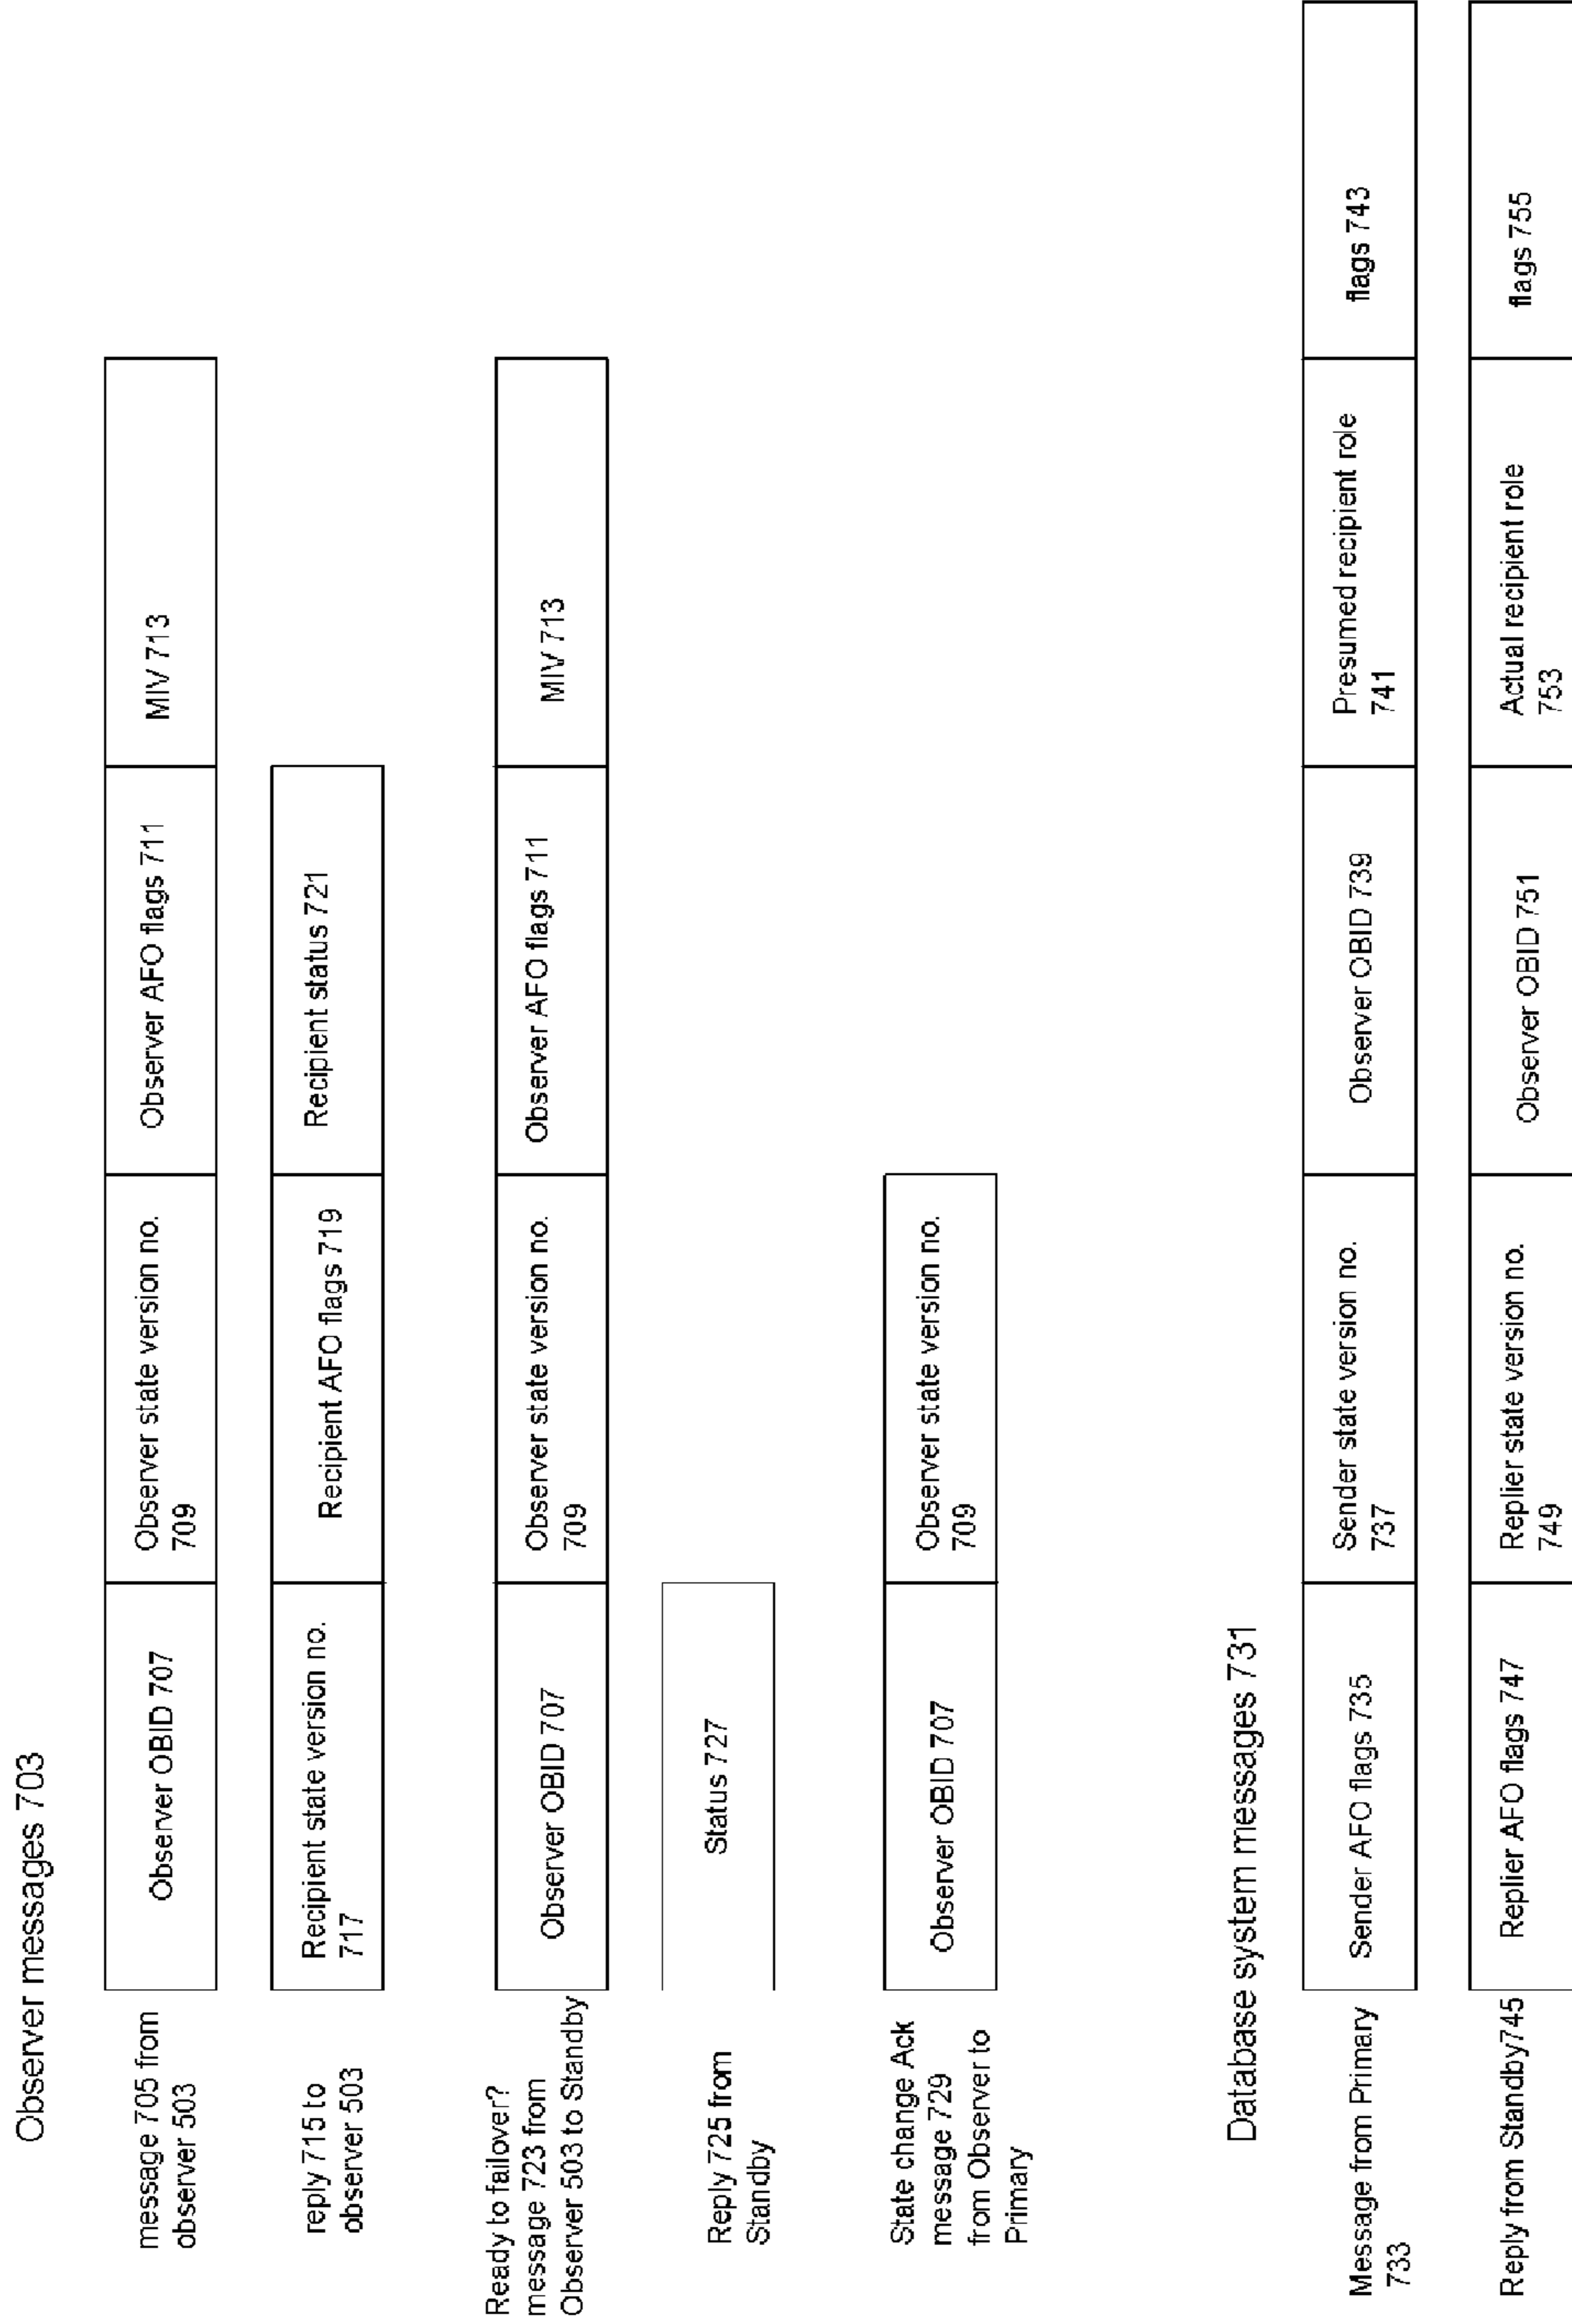 Observer messages 703
message 705 from
observer 503
Observer OBID 707
Observer state version no.
709
Observer AFO flags 711
MIV 713
reply 715 to
observer 503
Recipient state version no.
717
Recipient AFO flags 719
Recipient status 721
Ready to failover?
message 723 from
Observer 503 to Standby
Observer OBID 707
Observer state version no.
709
Observer AFO flags 711
MIV 713
Reply 725 from
Standby
Status 727
State change Ack
message 729
from Observer to
Primary
Observer OBID 707
Observer state version no.
709
Database system messages 731
Message from Primary
733
Sender AFO flags 735
Sender state version no.
737
Observer OBID 739
Presumed recipient role
741
flags 743
Reply from Standby745
Replier AFO flags 747
Replier state version no.
749
Observer OBID 751
Actual recipient role
753
flags 755